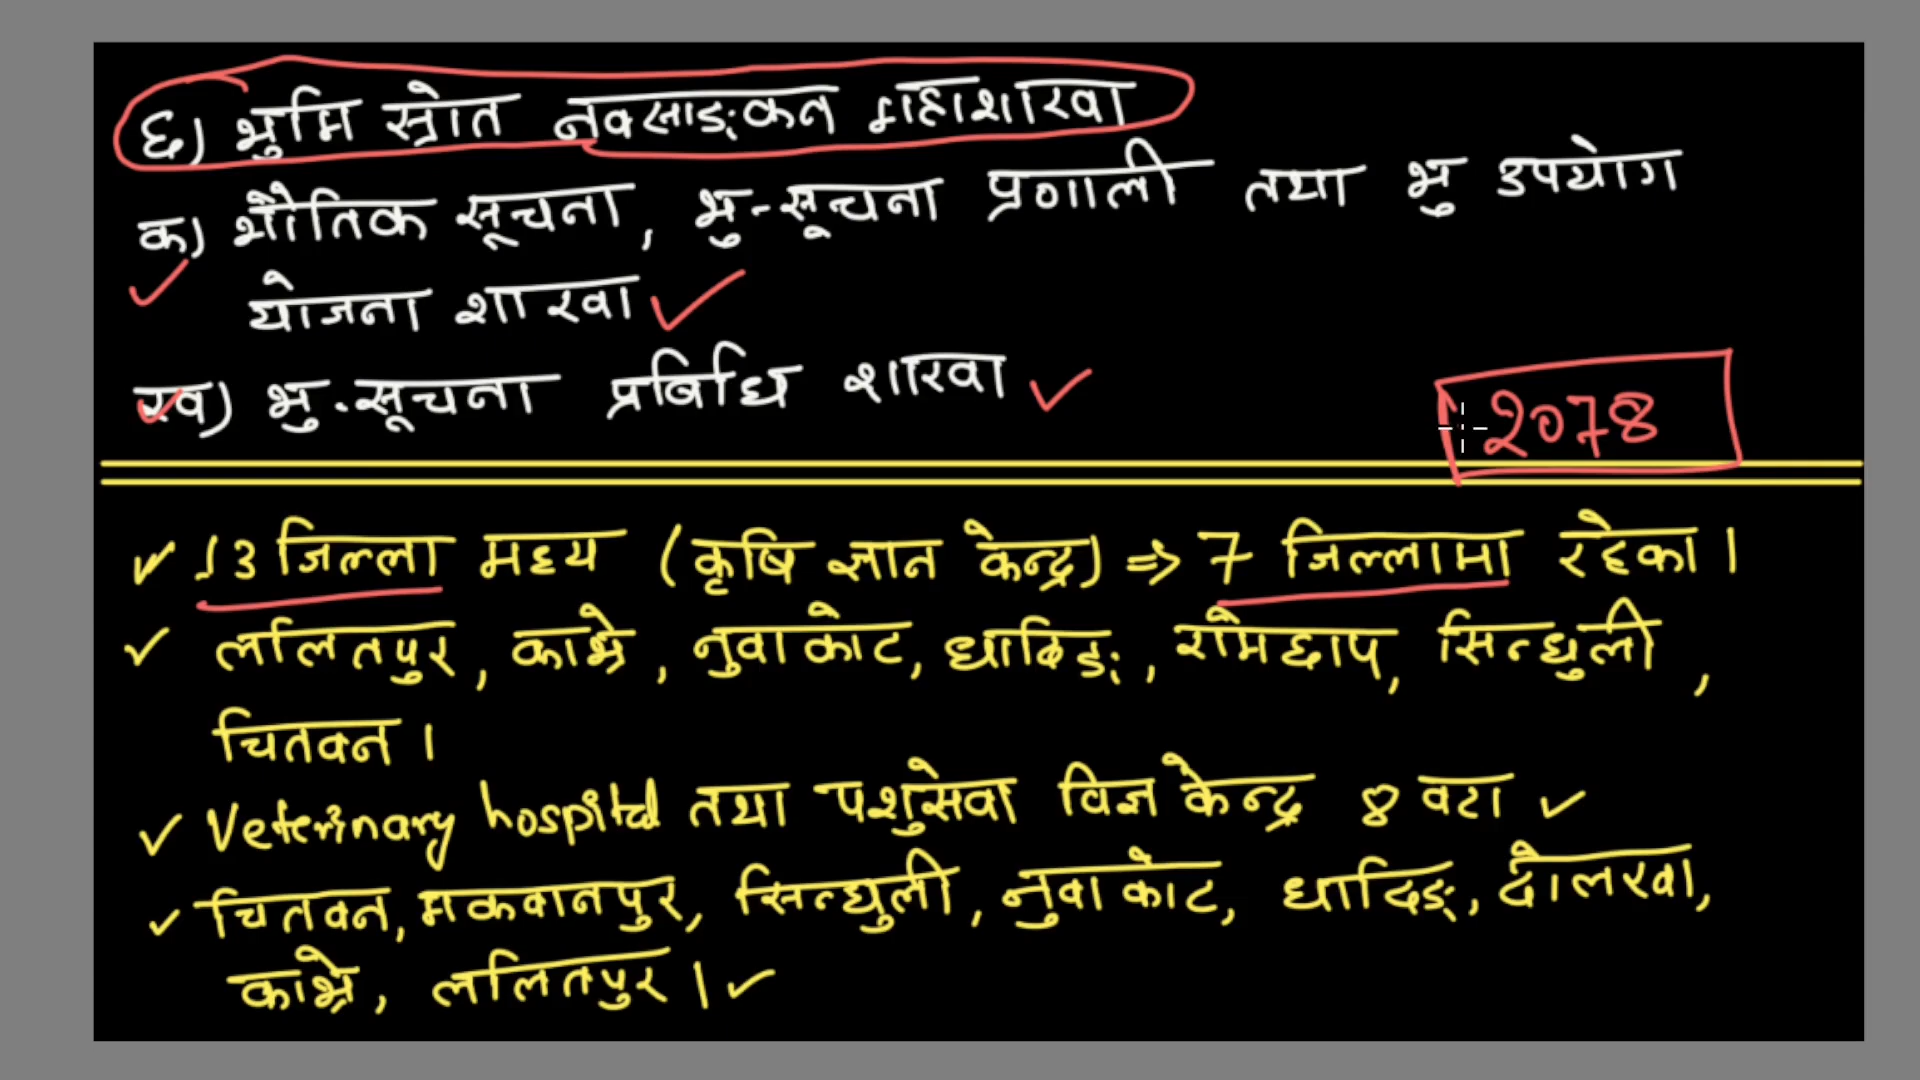 ६) भुमि स्रोत नक्साङ्कन महाशाखा
क) भौतिक सूचना, भु-सूचना प्रणाली तथा भु उपयोग
योजना शाखा
ख) भु-सूचना प्रबिधि शाखा
2078
13 जिल्ला मध्य (कृषि ज्ञान केन्द्र) => 7 जिल्लामा रहेका।
ललितपुर, काभ्रे, नुवाकोट, धादिङ, रामेछाप, सिन्धुली,
चितवन।
Veterinary hospital तथा पशुसेवा विज्ञ केन्द्र 8 वटा
चितवन, मकवानपुर, सिन्धुली, नुवाकोट, धादिङ, दोलखा,
काभ्रे, ललितपुर।